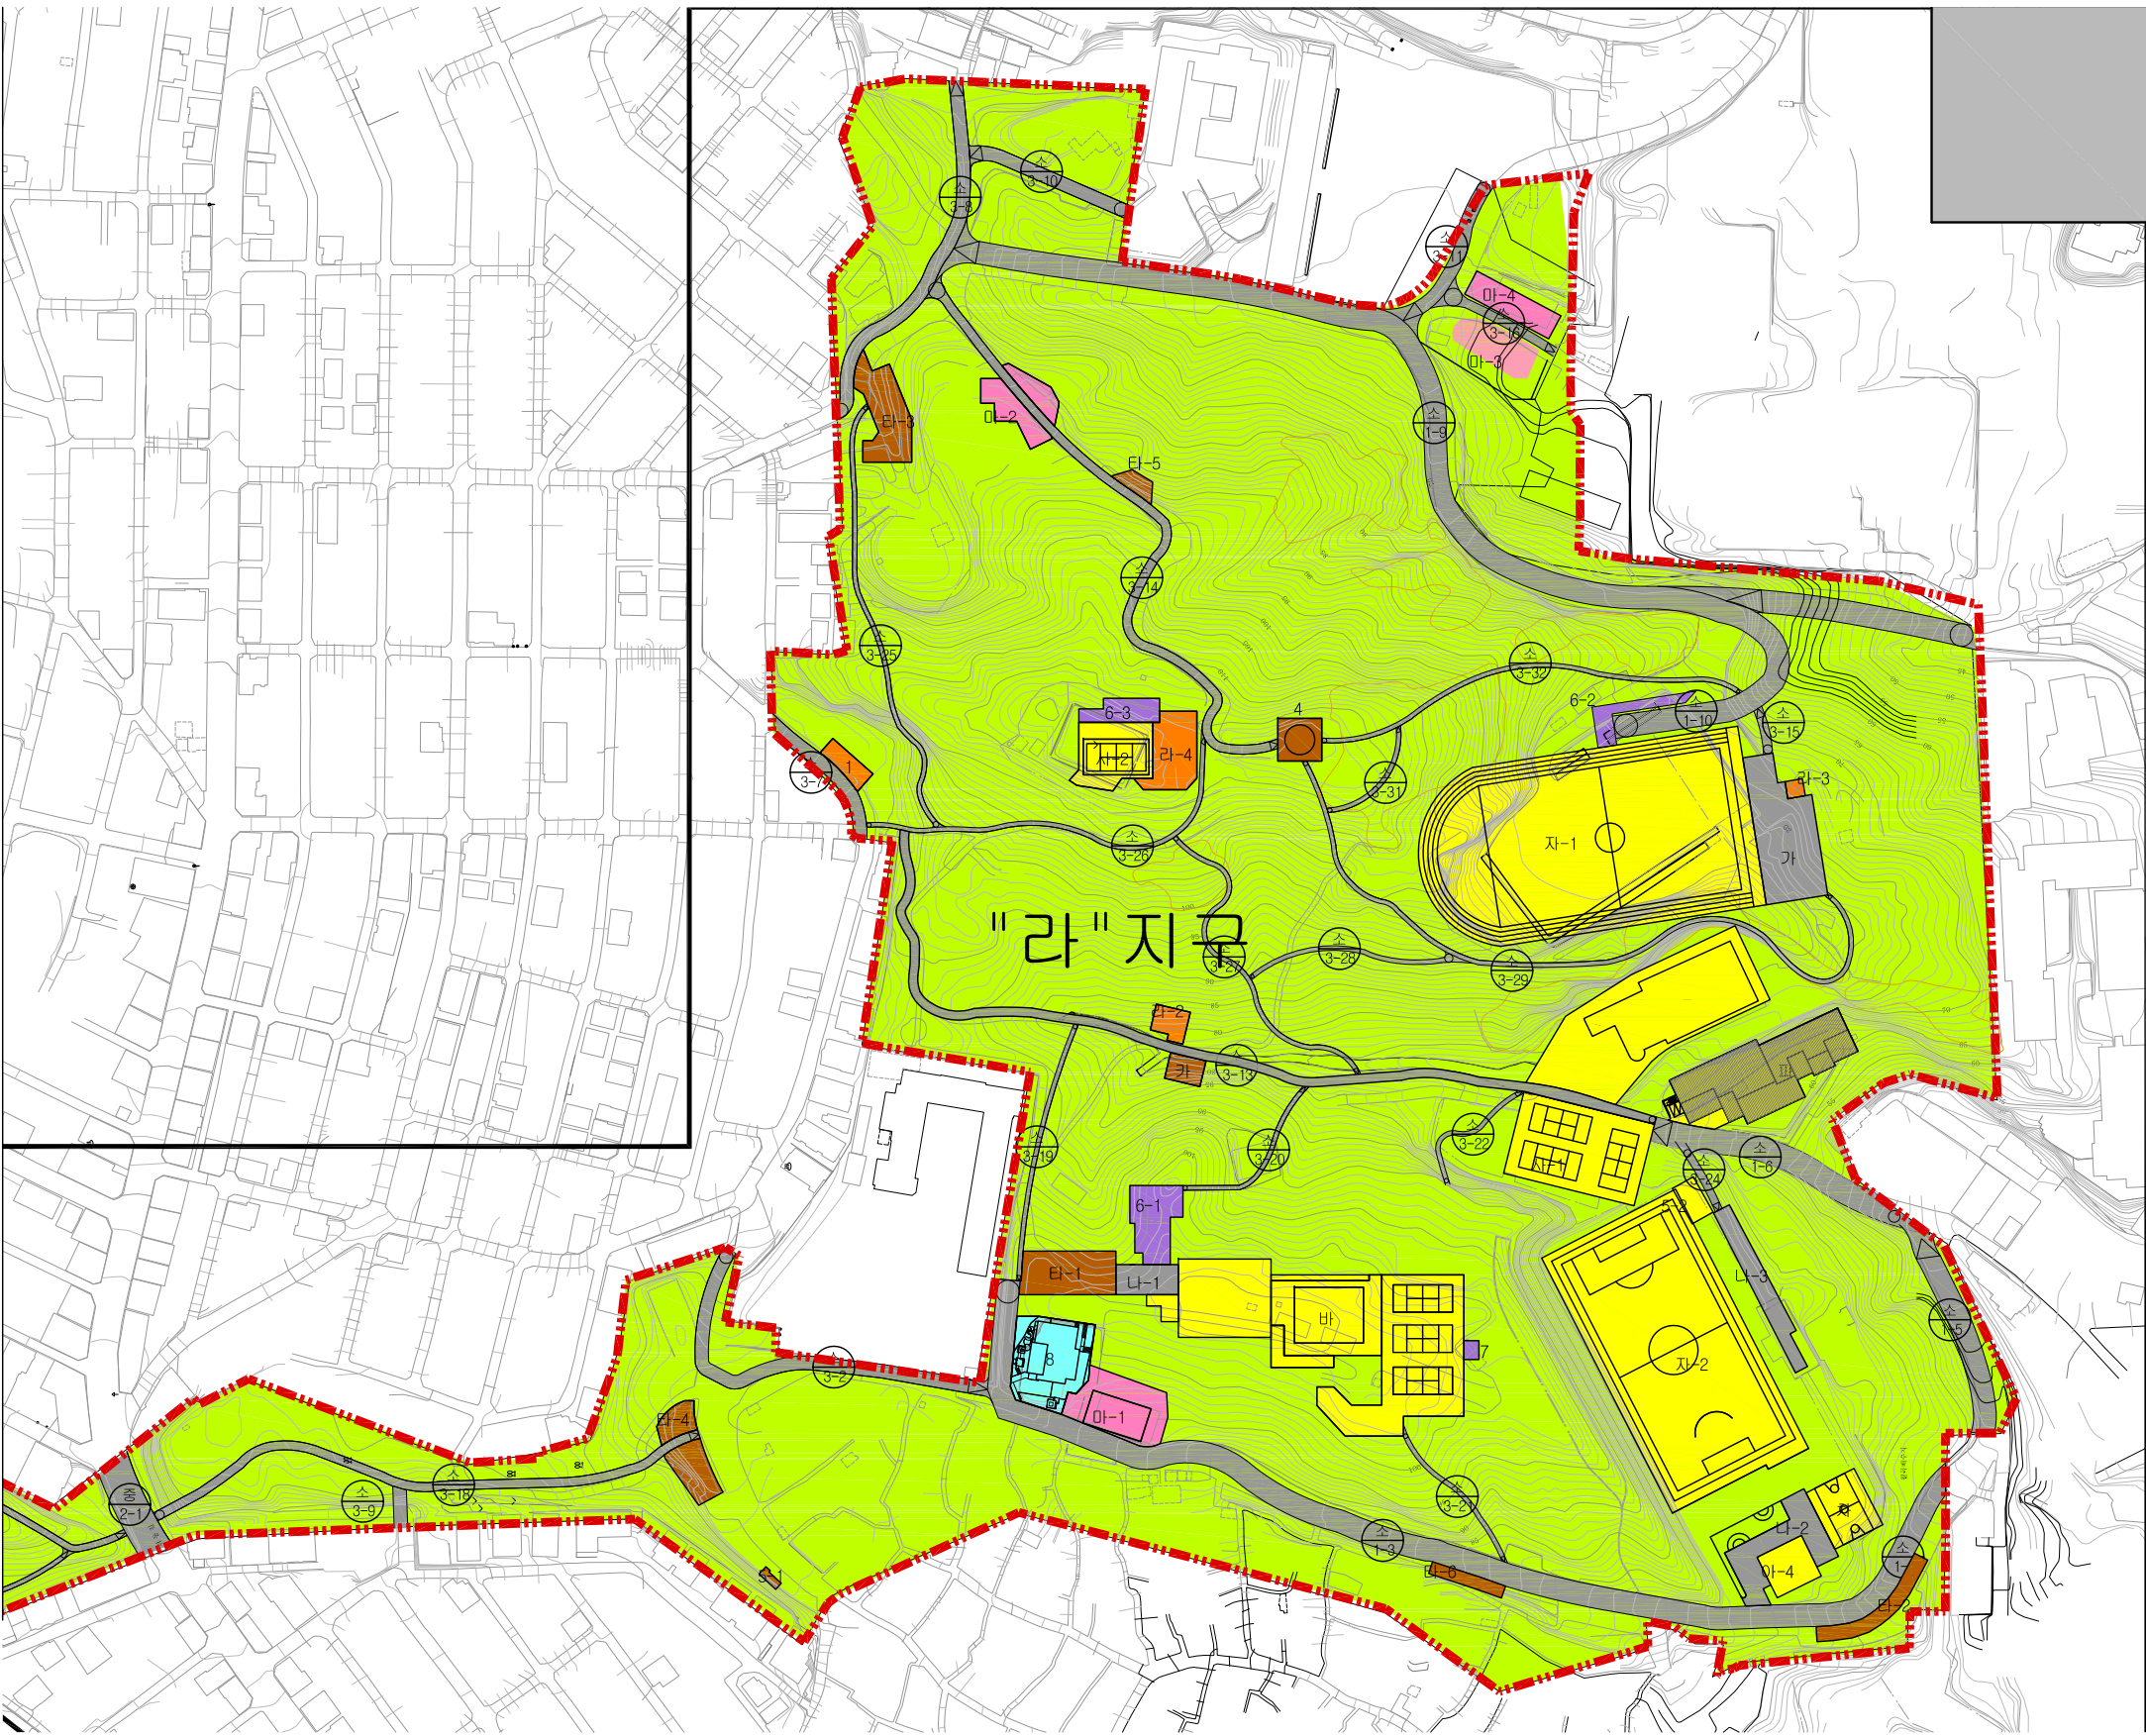 소
3-10
소
3-8
소
마-4
소
3-16
마-3
소
1-9
타-3
마-2
타-5
소
3-14
소
3-25
소
3-32
6-2
소
1-10
소
3-15
6-3
4
라-4
1
3-7
소
3-31
라-3
자-1
가
소
3-26
"라"지구
3-27
소
3-28
소
3-29
라-2
소
3-13
소
3-19
소
3-20
소
3-22
소
3-24
소
1-6
6-1
5-2
타-1
나-1
나-3
바
소
1-5
자-2
7
8
소
3-2
마-1
타-4
소
3-18
소
3-9
중
2-1
소
3-21
소
1-3
타-6
나-2
아-4
소
타-2